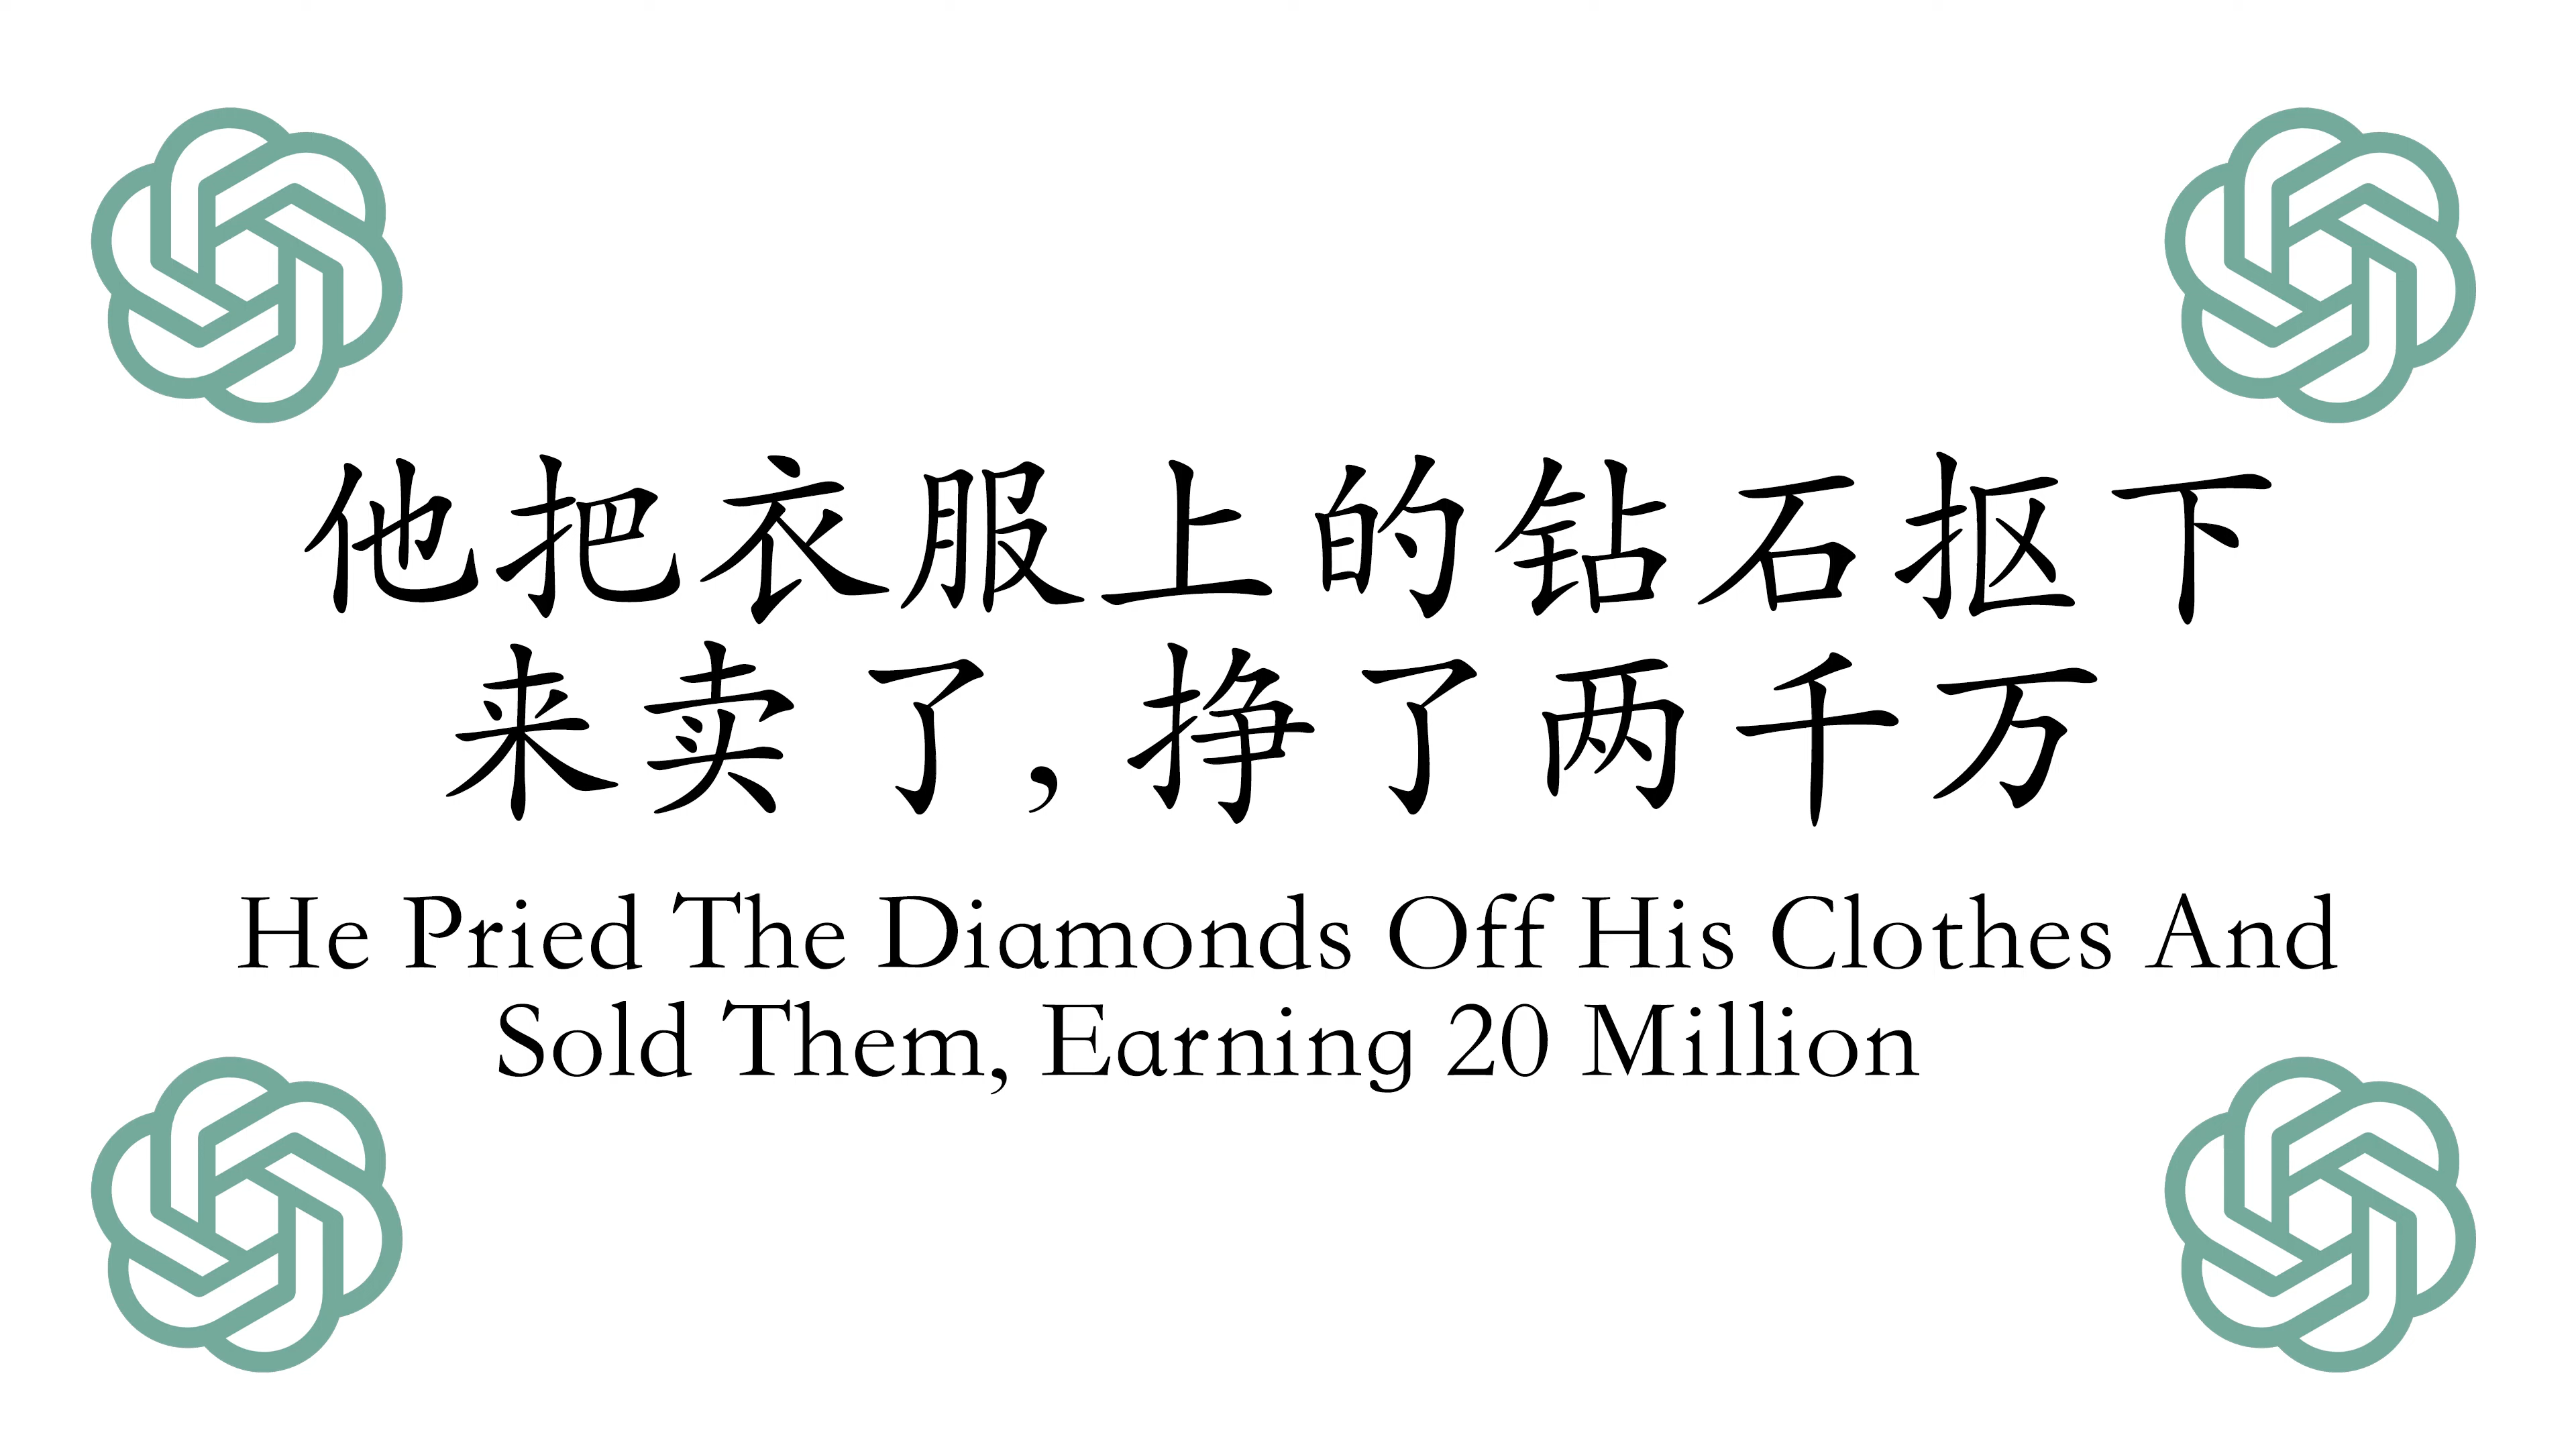 他把衣服上的钻石抠下
来卖了,挣了两千万
He Pried The Diamonds Off His Clothes And
Sold Them, Earning 20 Million